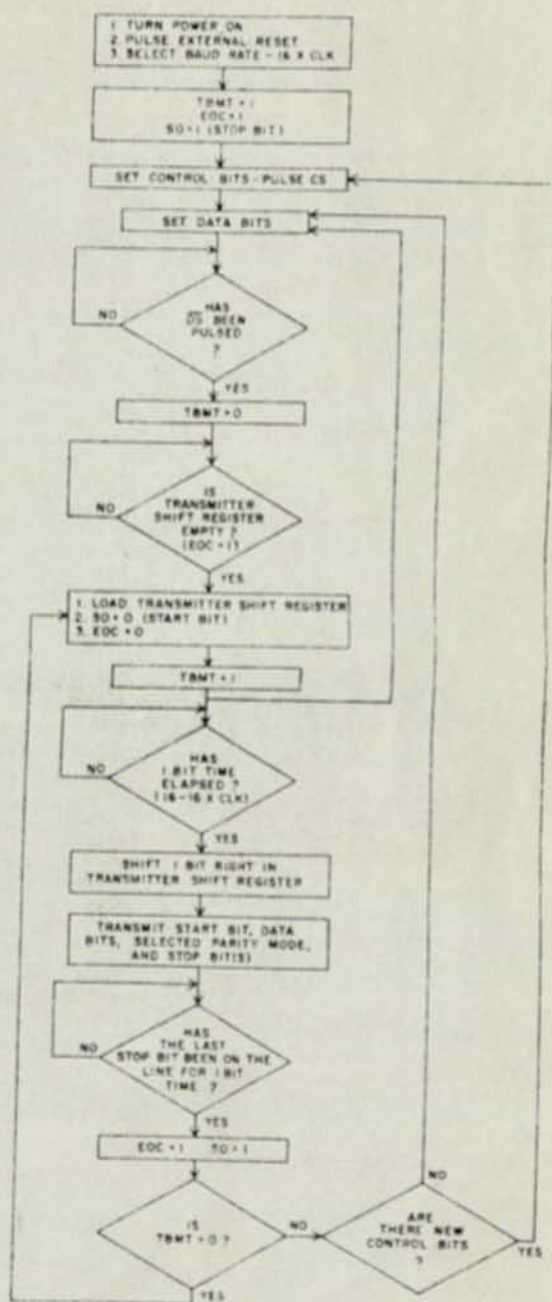 1. TURN POWER ON
2. PULSE EXTERNAL RESET
3. SELECT BAUD RATE - 16 X CLK
TBMT = 1
EOC = 1
SO = 1 (STOP BIT)
SET CONTROL BITS - PULSE CS
SET DATA BITS
HAS
D̅S̅ BEEN
PULSED
?
NO
YES
TBMT = 0
IS
TRANSMITTER
SHIFT REGISTER
EMPTY ?
(EOC = 1)?
NO
YES
1. LOAD TRANSMITTER SHIFT REGISTER
2. SO = 0 (START BIT)
3. EOC = 0
TBMT = 1
HAS
1 BIT TIME
ELAPSED ?
(16-16 X CLK)
NO
YES
SHIFT 1 BIT RIGHT IN
TRANSMITTER SHIFT REGISTER
TRANSMIT START BIT, DATA
BITS, SELECTED PARITY MODE,
AND STOP BIT(S)
HAS
THE LAST
STOP BIT BEEN ON THE
LINE FOR 1 BIT
TIME ?
NO
YES
EOC = 1 SO = 1
IS
TBMT = 0 ?
NO
YES
ARE
THERE NEW
CONTROL BITS
?
NO
YES